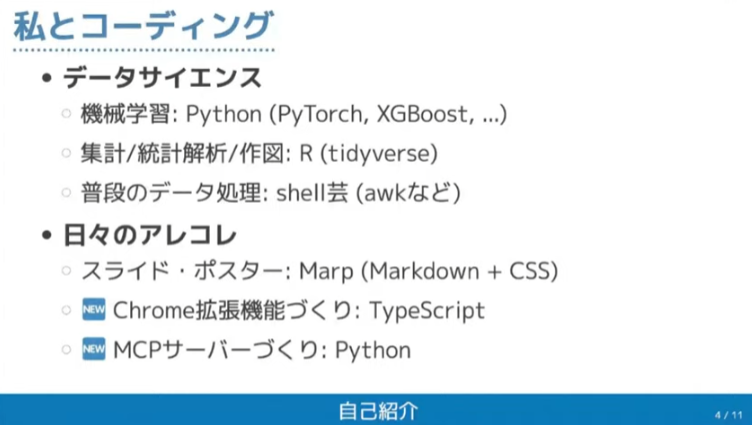 私とコーディング
• データサイエンス
○ 機械学習: Python (PyTorch, XGBoost, ...)
○ 集計/統計解析/作図: R (tidyverse)
○ 普段のデータ処理: shell芸 (awkなど)
• 日々のアレコレ
○ スライド・ポスター: Marp (Markdown + CSS)
○ NEW Chrome拡張機能づくり: TypeScript
○ NEW MCPサーバーづくり: Python
自己紹介
4 / 11